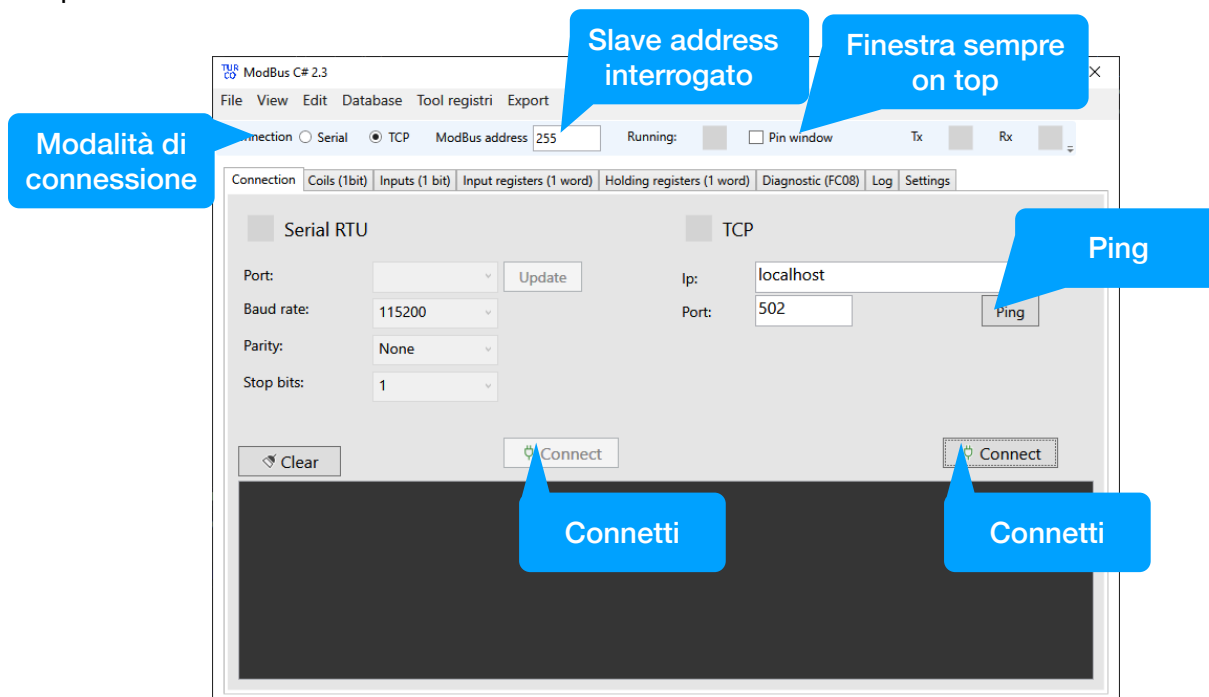 Slave address
interrogato
Finestra sempre
on top
TUR
CO
ModBus C# 2.3
File View Edit Database Tool registri Export
Modalità di
connessione
Serial TCP ModBus address 255 Running: Pin window Tx Rx
Connection Coils (1bit) Inputs (1 bit) Input registers (1 word) Holding registers (1 word) Diagnostic (FC08) Log Settings
Serial RTU TCP
Ping
Port: Update Ip: localhost
Baud rate: 115200 Port: 502 Ping
Parity: None
Stop bits: 1
Clear Connect Connect
Connetti Connetti